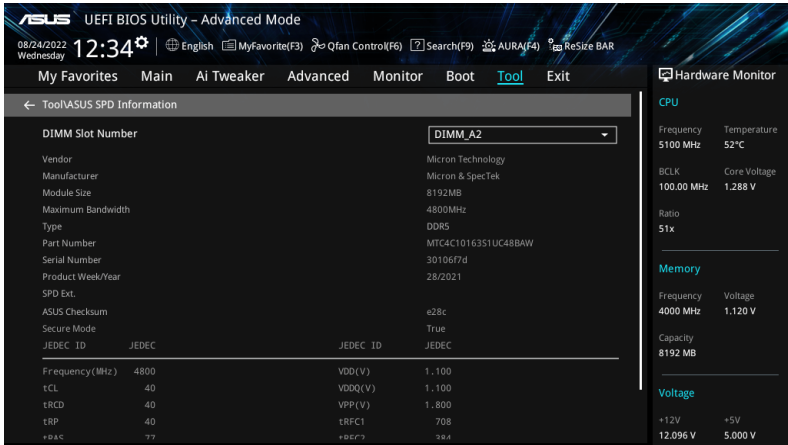 ASUS UEFI BIOS Utility – Advanced Mode
08/24/2022 Wednesday 12:34 English MyFavorite(F3) Qfan Control(F6) ? Search(F9) AURA(F4) ReSize BAR
My Favorites Main Ai Tweaker Advanced Monitor Boot Tool Exit
← Tool\ASUS SPD Information
DIMM Slot Number DIMM_A2
Vendor Micron Technology
Manufacturer Micron & SpecTek
Module Size 8192MB
Maximum Bandwidth 4800MHz
Type DDR5
Part Number MTC4C10163S1UC48BAW
Serial Number 30106f7d
Product Week/Year 28/2021
SPD Ext.
ASUS Checksum e28c
Secure Mode True
JEDEC ID JEDEC JEDEC ID JEDEC
Frequency(MHz) 4800 VDD(V) 1.100
tCL 40 VDDQ(V) 1.100
tRCD 40 VPP(V) 1.800
tRP 40 tRFC1 708
tRAS 77 tRFC2 384
Hardware Monitor
CPU
Frequency Temperature
5100 MHz 52°C
BCLK Core Voltage
100.00 MHz 1.288 V
Ratio
51x
Memory
Frequency Voltage
4000 MHz 1.120 V
Capacity
8192 MB
Voltage
+12V +5V
12.096 V 5.000 V